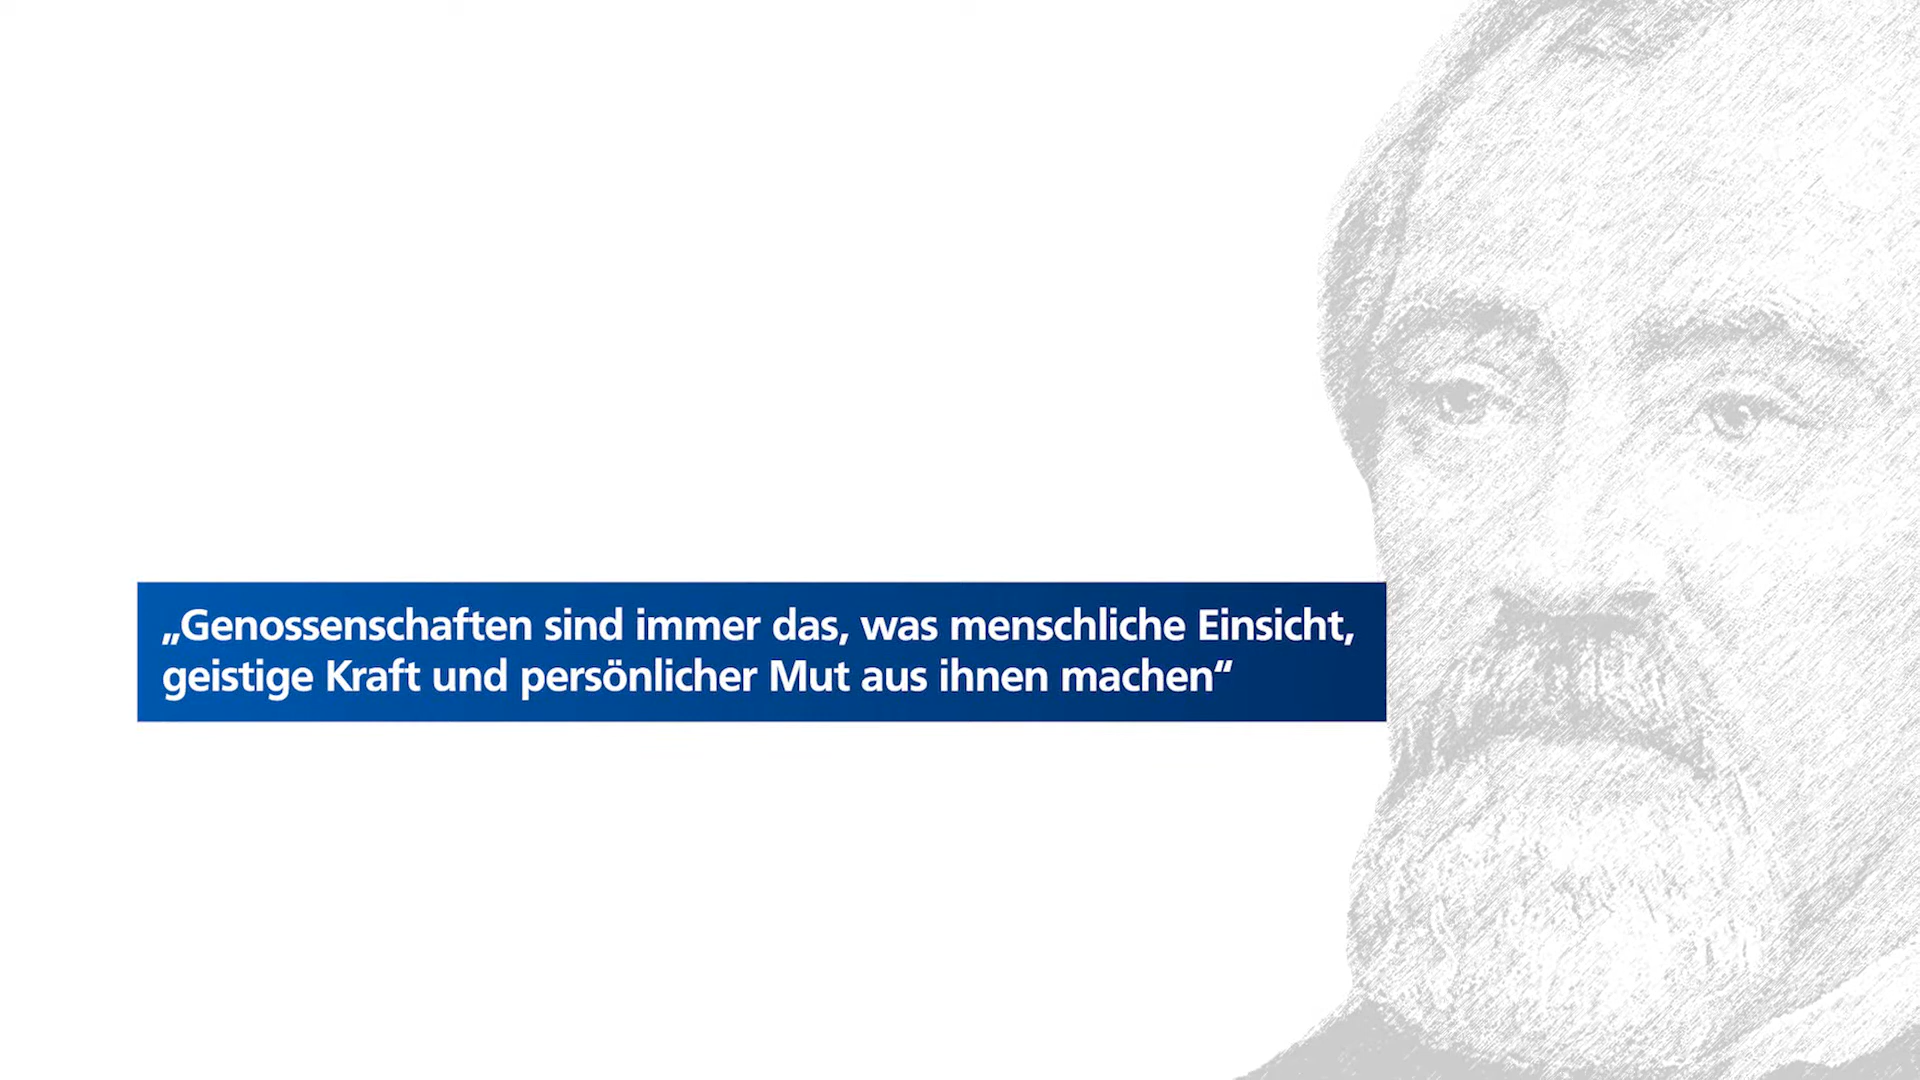 „Genossenschaften sind immer das, was menschliche Einsicht,
geistige Kraft und persönlicher Mut aus ihnen machen“